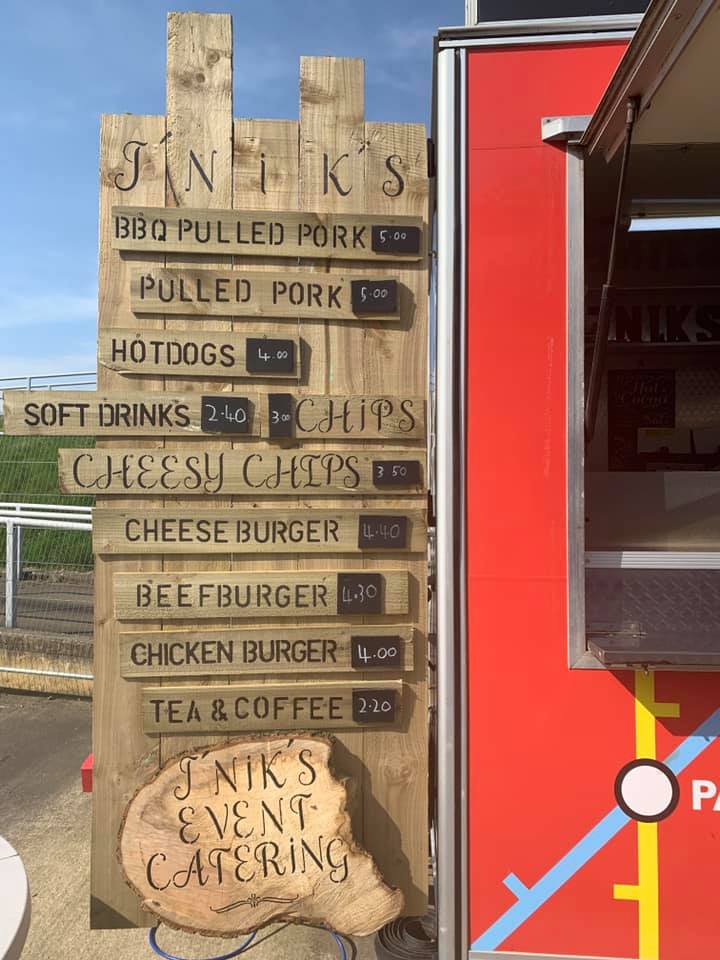 J'NiK'S
BBQ PULLED PORK 5.00
PULLED PORK 5.00
HOTDOGS 4.00
SOFT DRINKS 2.40 3.00 CHiPS
CHEESY CHIPS 3.50
CHEESE BURGER 4.40
BEEFBURGER 4.30
CHICKEN BURGER 4.00
TEA & COFFEE 2.20
J'NiK'S
EVENT
CATERiNG
NIKS
Hot
Cocoa
PA